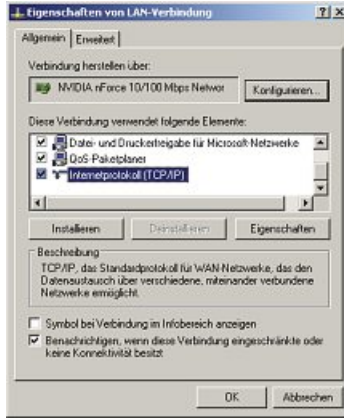 Eigenschaften von LAN-Verbindung
Allgemein
Erweitert
Verbindung herstellen über:
NVIDIA nForce 10/100 Mbps Networ
Konfigurieren...
Diese Verbindung verwendet folgende Elemente:
Datei- und Druckerfreigabe für Microsoft-Netzwerke
QoS-Paketplaner
Internetprotokoll (TCP/IP)
Installieren
Deinstallieren
Eigenschaften
Beschreibung
TCP/IP, das Standardprotokoll für WAN-Netzwerke, das den
Datenaustausch über verschiedene, miteinander verbundene
Netzwerke ermöglicht.
Symbol bei Verbindung im Infobereich anzeigen
Benachrichtigen, wenn diese Verbindung eingeschränkte oder
keine Konnektivität besitzt
OK
Abbrechen